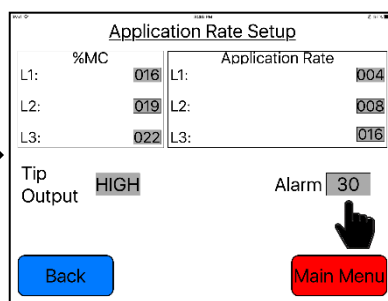 Application Rate Setup
%MC
L1: 016
L2: 019
L3: 022
Application Rate
L1: 004
L2: 008
L3: 016
Tip Output HIGH
Alarm 30
Back
Main Menu